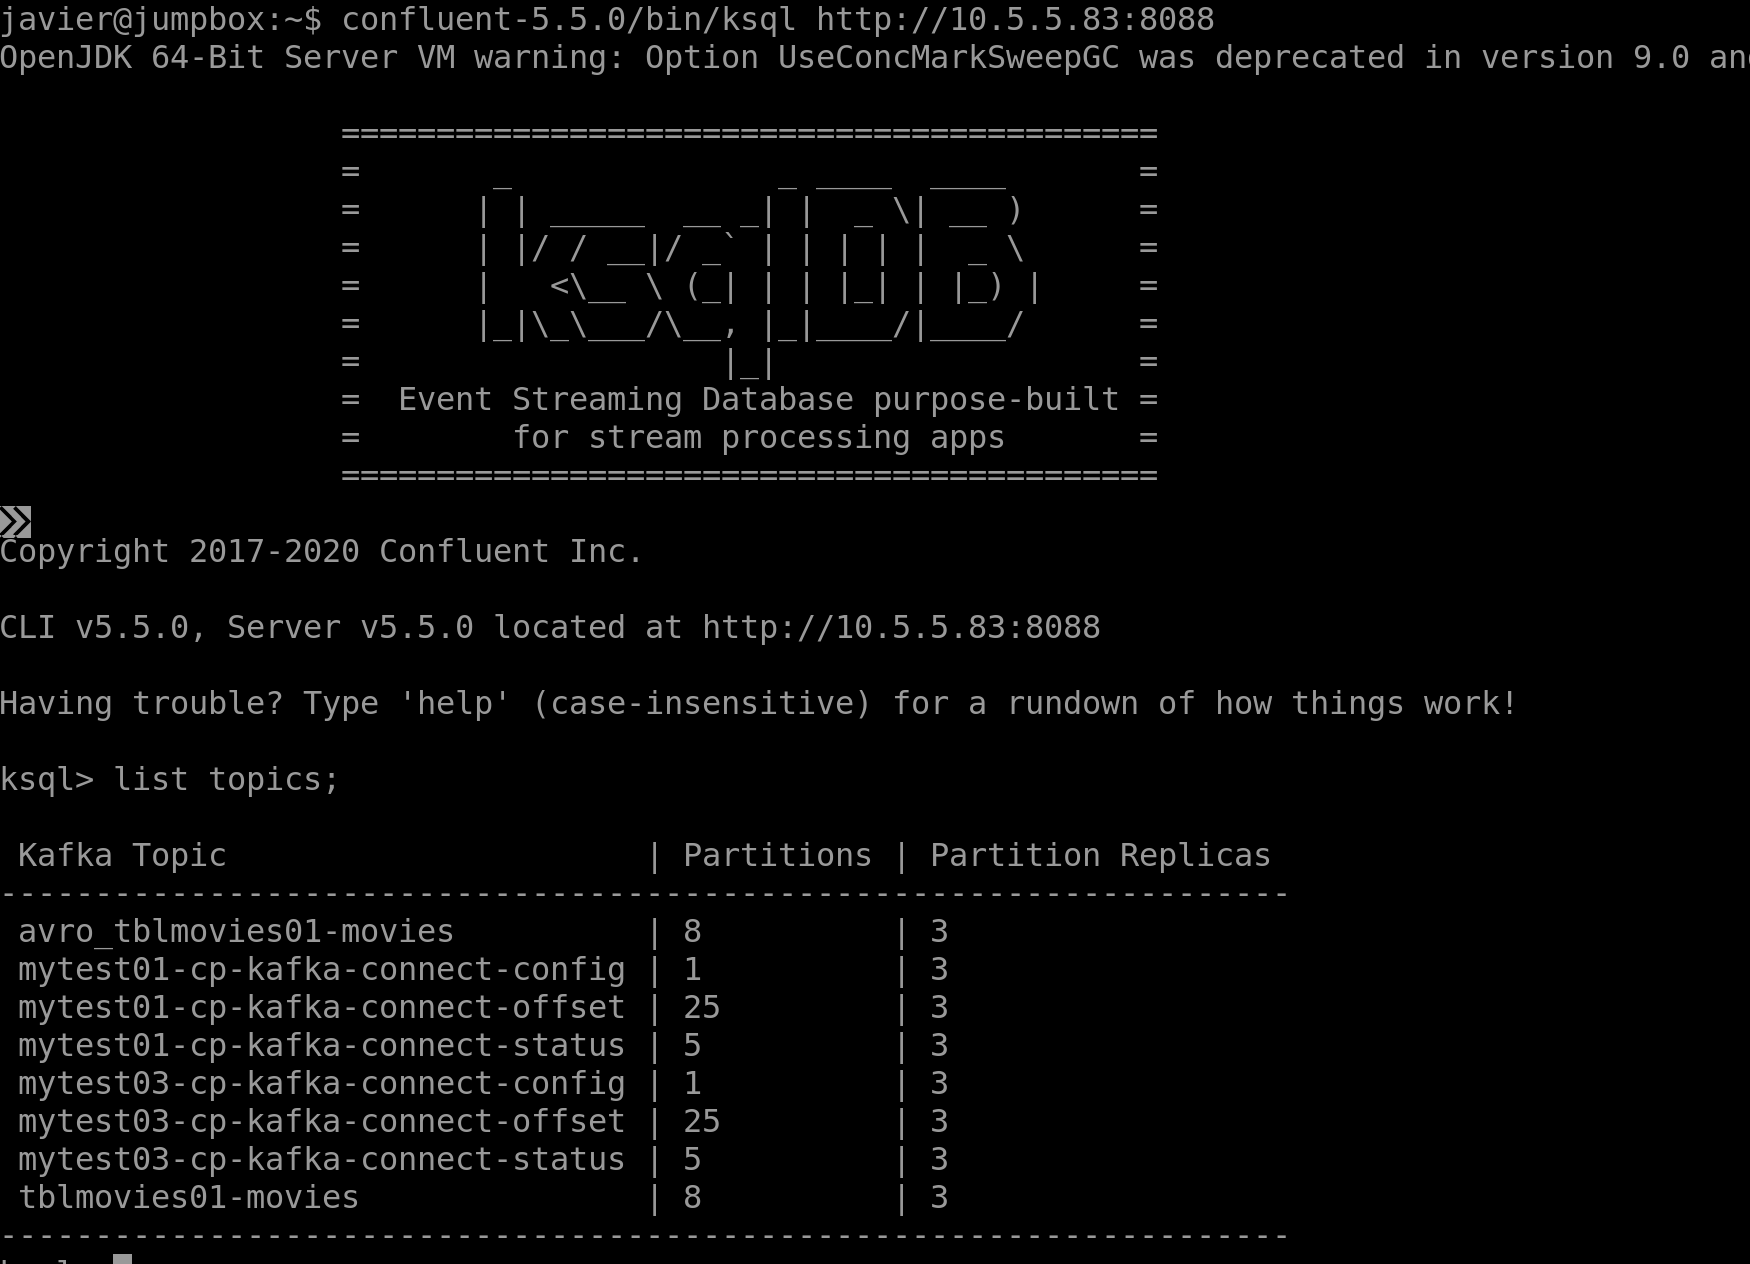 javier@jumpbox:~$ confluent-5.5.0/bin/ksql http://10.5.5.83:8088
OpenJDK 64-Bit Server VM warning: Option UseConcMarkSweepGC was deprecated in version 9.0 and
                  ===========================================
                  =       _              _ ____  ____       =
                  =      | | _____  __ _| |  _ \| __ )      =
                  =      | |/ / __|/ _` | | | | |  _ \      =
                  =      |   <\__ \ (_| | | |_| | |_) |     =
                  =      |_|\_\___/\__, |_|____/|____/      =
                  =                   |_|                   =
                  =  Event Streaming Database purpose-built =
                  =        for stream processing apps       =
                  ===========================================
Copyright 2017-2020 Confluent Inc.
CLI v5.5.0, Server v5.5.0 located at http://10.5.5.83:8088
Having trouble? Type 'help' (case-insensitive) for a rundown of how things work!
ksql> list topics;
 Kafka Topic                      | Partitions | Partition Replicas
--------------------------------------------------------------------
 avro_tblmovies01-movies          | 8          | 3
 mytest01-cp-kafka-connect-config | 1          | 3
 mytest01-cp-kafka-connect-offset | 25         | 3
 mytest01-cp-kafka-connect-status | 5          | 3
 mytest03-cp-kafka-connect-config | 1          | 3
 mytest03-cp-kafka-connect-offset | 25         | 3
 mytest03-cp-kafka-connect-status | 5          | 3
 tblmovies01-movies               | 8          | 3
--------------------------------------------------------------------